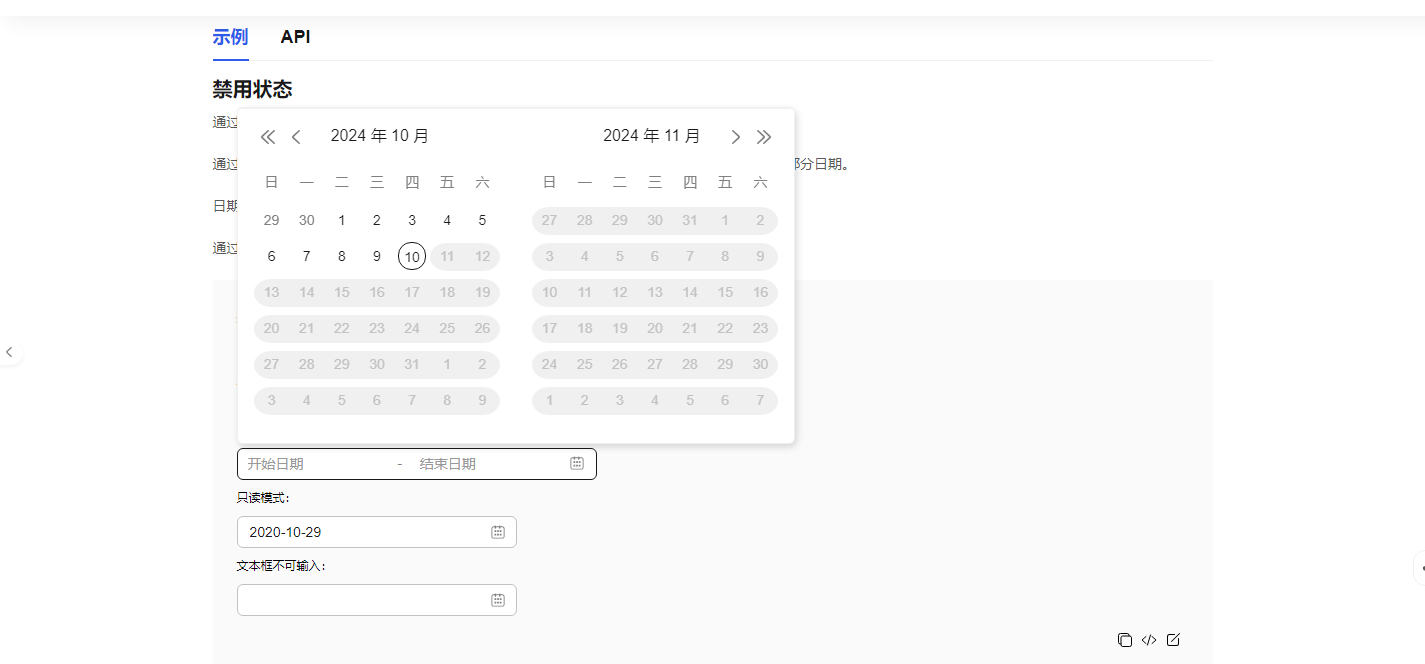 示例 API
禁用状态
通过
2024 年 10 月 2024 年 11 月
通过 部分日期。
日 一 二 三 四 五 六 日 一 二 三 四 五 六
日期
29 30 1 2 3 4 5 27 28 29 30 31 1 2
通过
6 7 8 9 10 11 12 3 4 5 6 7 8 9
13 14 15 16 17 18 19 10 11 12 13 14 15 16
20 21 22 23 24 25 26 17 18 19 20 21 22 23
27 28 29 30 31 1 2 24 25 26 27 28 29 30
3 4 5 6 7 8 9 1 2 3 4 5 6 7
开始日期 - 结束日期
只读模式：
2020-10-29
文本框不可输入：